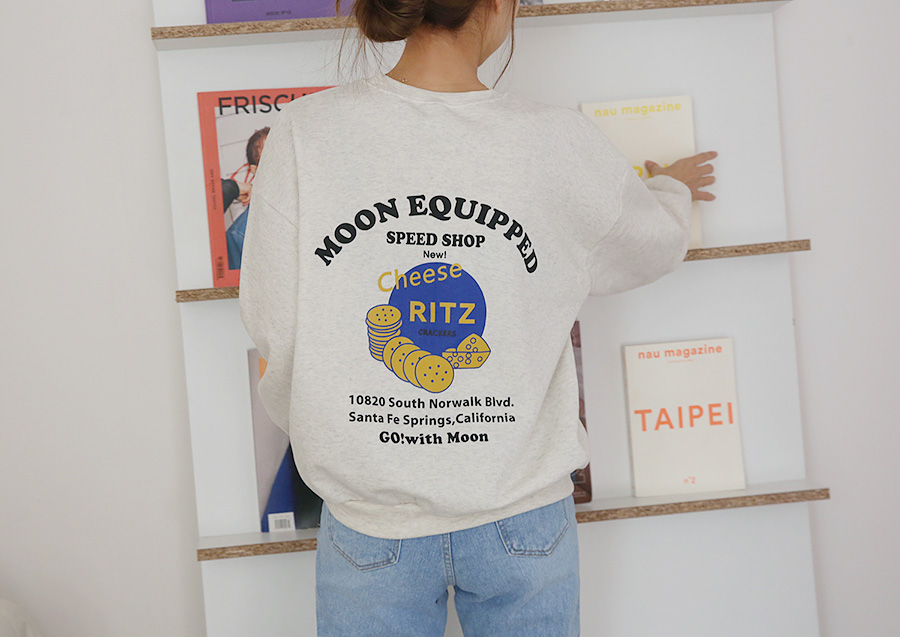 FRISCH
nau magazine
MOON EQUIPPED
SPEED SHOP
New!
Cheese
RITZ
CRACKERS
10820 South Norwalk Blvd.
Santa Fe Springs,California
GO!with Moon
nau magazine
TAIPEI
n°2